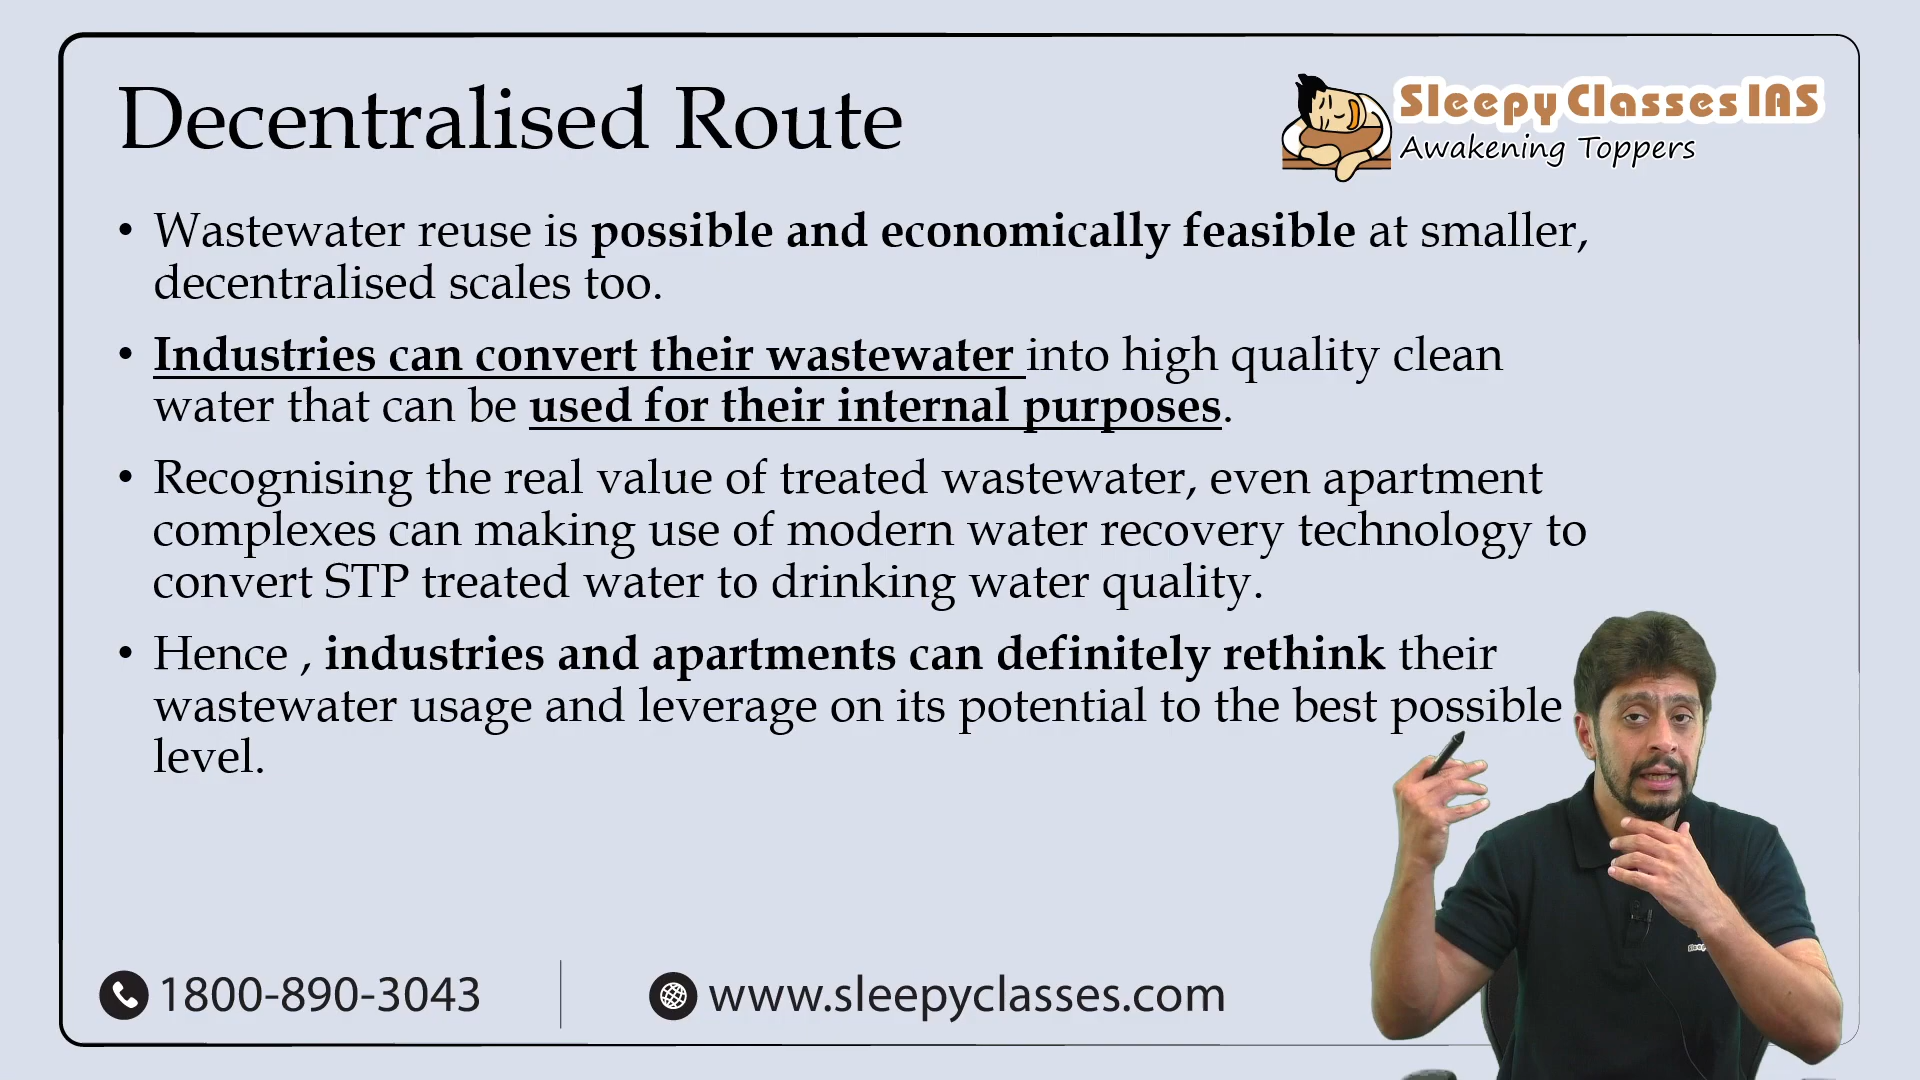 Decentralised Route
Sleepy Classes IAS
Awakening Toppers
• Wastewater reuse is possible and economically feasible at smaller,
decentralised scales too.
• Industries can convert their wastewater into high quality clean
water that can be used for their internal purposes.
• Recognising the real value of treated wastewater, even apartment
complexes can making use of modern water recovery technology to
convert STP treated water to drinking water quality.
• Hence , industries and apartments can definitely rethink their
wastewater usage and leverage on its potential to the best possible
level.
1800-890-3043
www.sleepyclasses.com